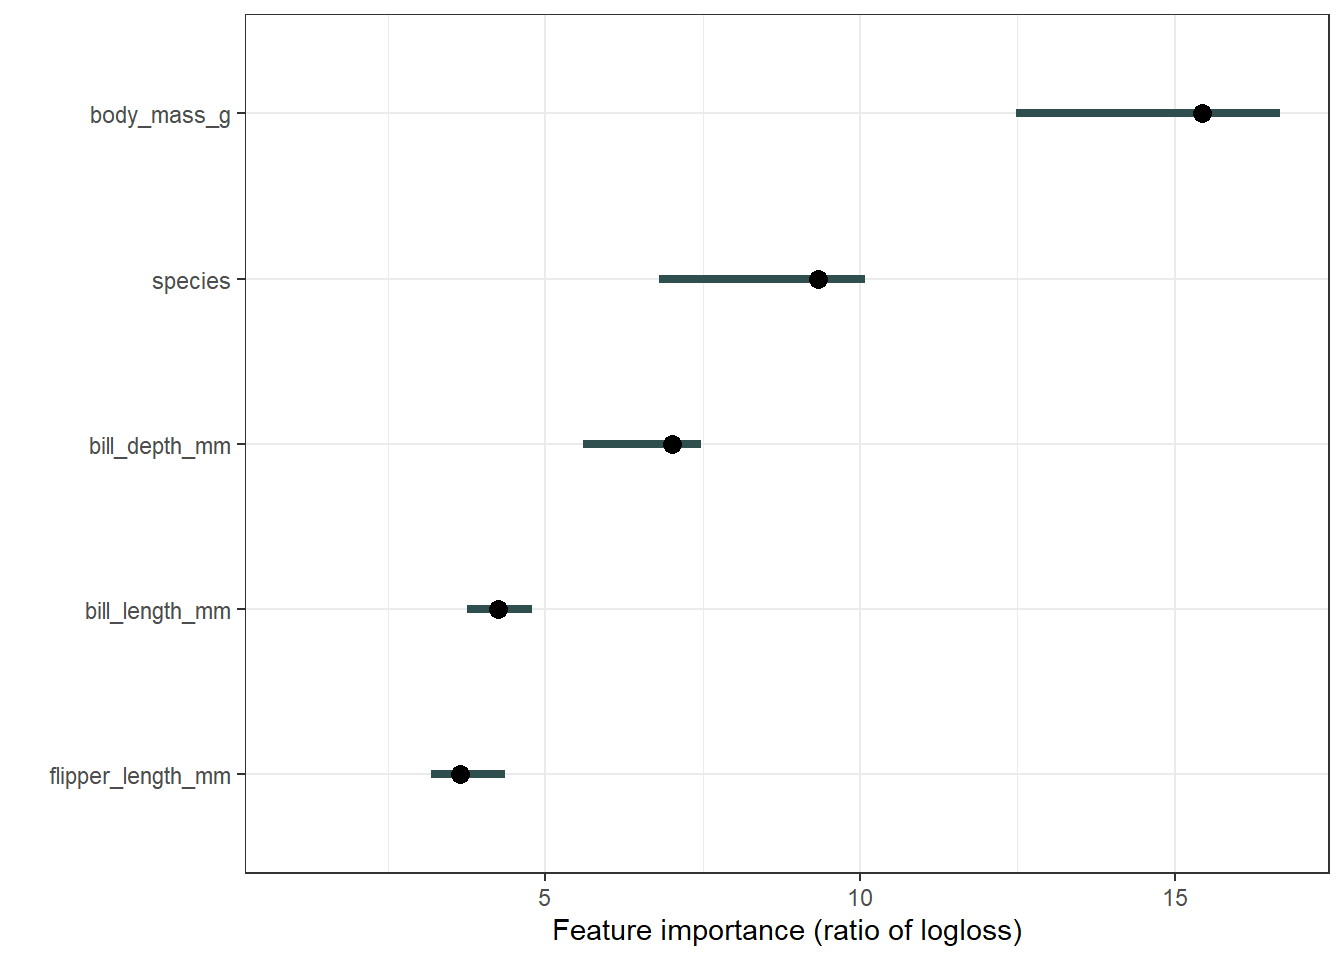 body_mass_g
species
bill_depth_mm
bill_length_mm
flipper_length_mm
5 10 15
Feature importance (ratio of logloss)